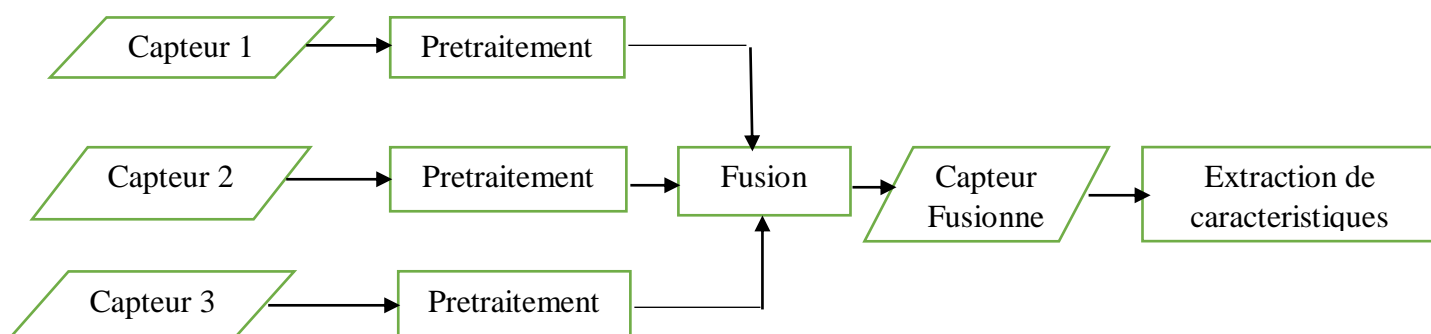 Capteur 1
Pretraitement
Capteur 2
Pretraitement
Fusion
Capteur
Fusionne
Extraction de
caracteristiques
Capteur 3
Pretraitement